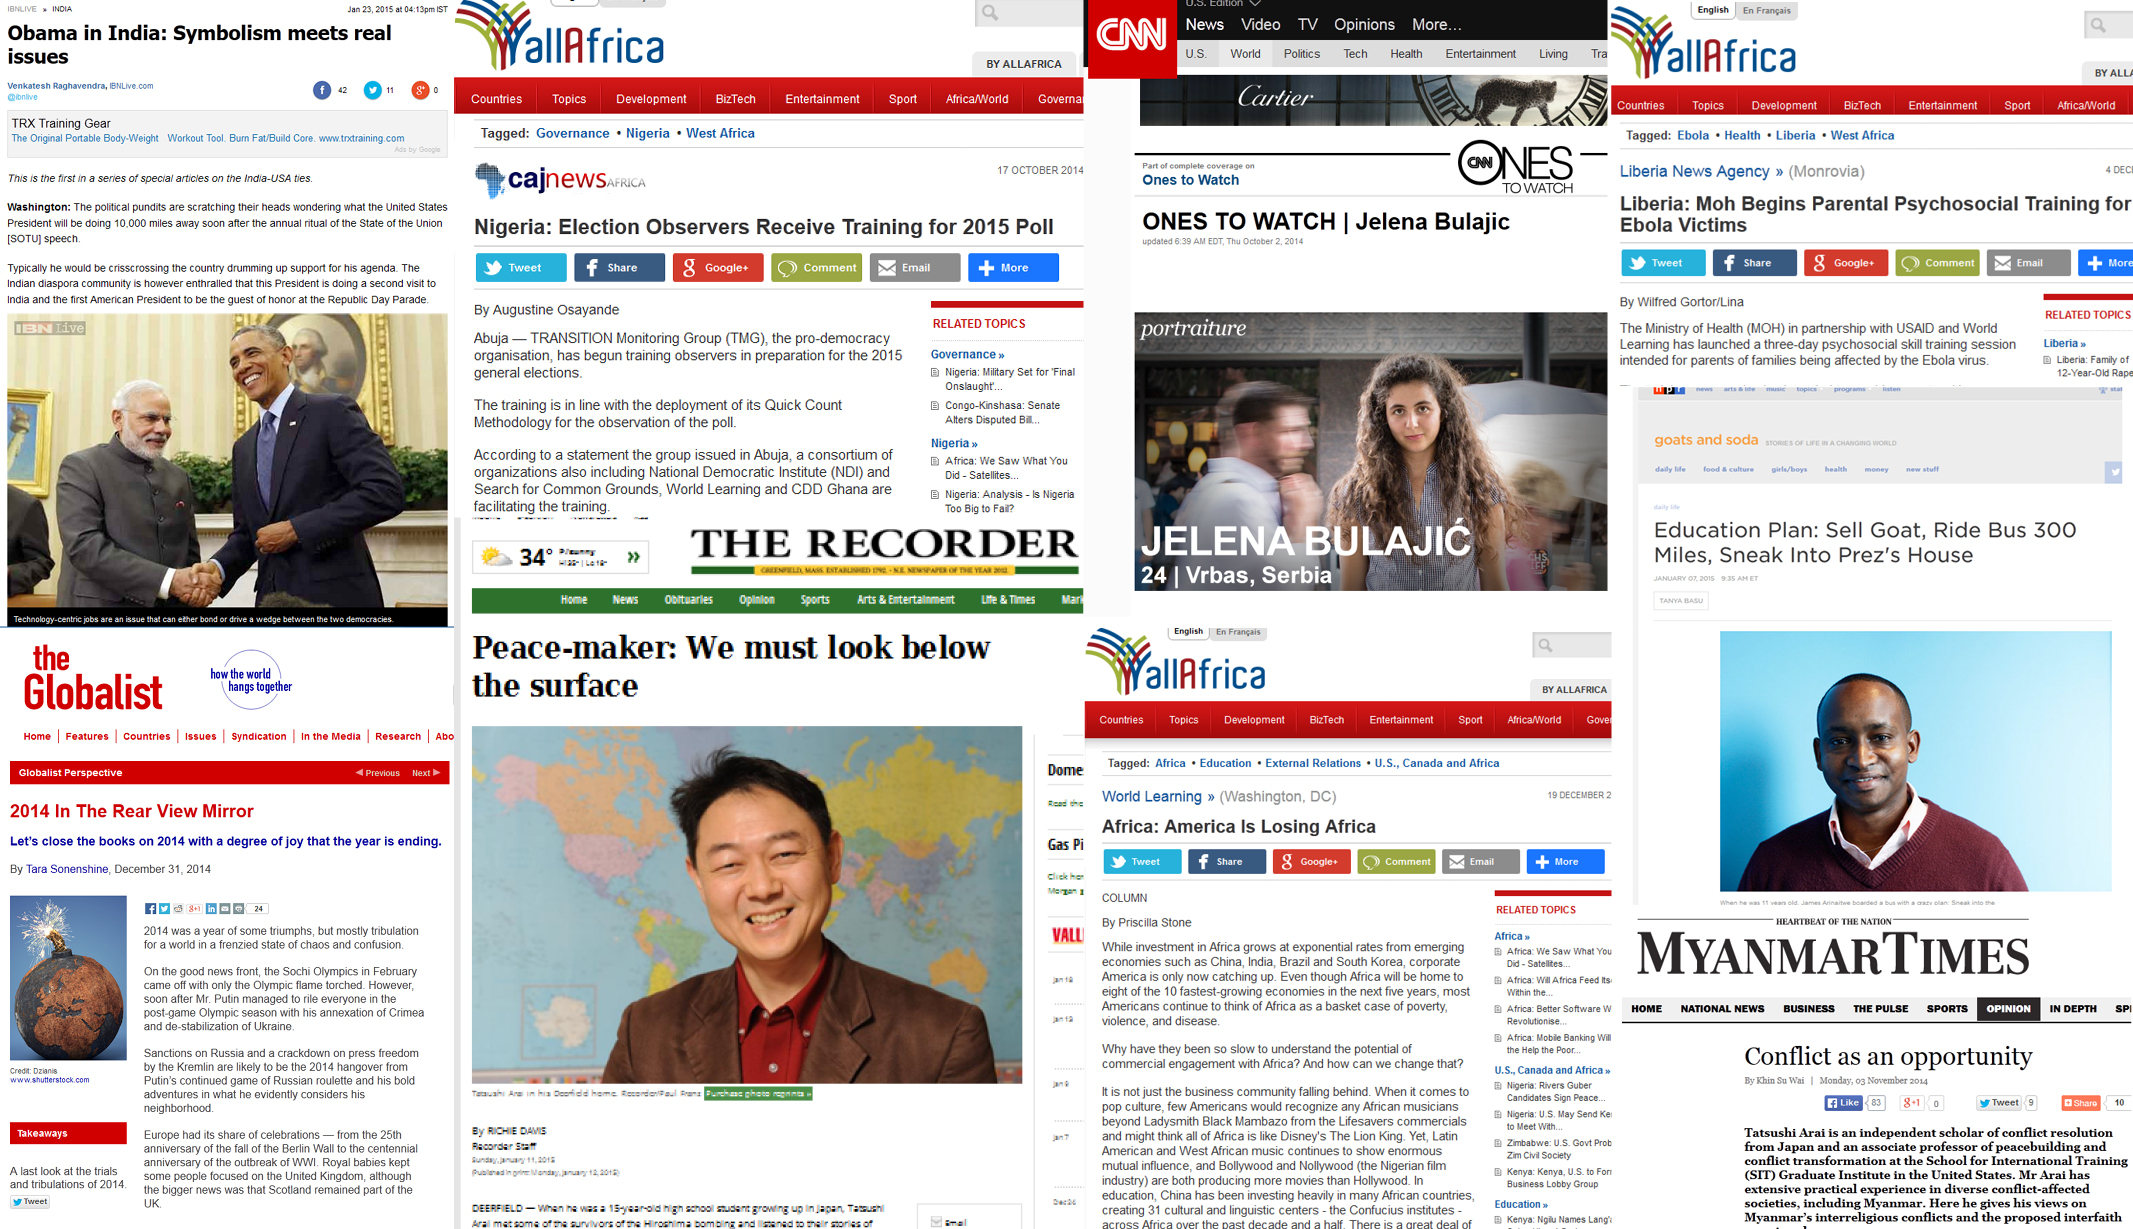 IBNLIVE » INDIA
Jan 23, 2015 at 04:13pm IST
Obama in India: Symbolism meets real
issues
Venkatesh Raghavendra, IBNLive.com
@ibnlive
42
11
0
TRX Training Gear
The Original Portable Body-Weight Workout Tool. Burn Fat/Build Core. www.trxtraining.com
Ads by Google
This is the first in a series of special articles on the India-USA ties.
Washington: The political pundits are scratching their heads wondering what the United States
President will be doing 10,000 miles away soon after the annual ritual of the State of the Union
[SOTU] speech.
Typically he would be crisscrossing the country drumming up support for his agenda. The
Indian diaspora community is however enthralled that this President is doing a second visit to
India and the first American President to be the guest of honor at the Republic Day Parade.
IBN Live
Technology-centric jobs are an issue that can either bond or drive a wedge between the two democracies.
the
Globalist
how the world
hangs together
Home Features Countries Issues Syndication In the Media Research Abo
Globalist Perspective
Previous Next
2014 In The Rear View Mirror
Let's close the books on 2014 with a degree of joy that the year is ending.
By Tara Sonenshine, December 31, 2014
24
2014 was a year of some triumphs, but mostly tribulation
for a world in a frenzied state of chaos and confusion.
On the good news front, the Sochi Olympics in February
came off with only the Olympic flame torched. However,
soon after Mr. Putin managed to rile everyone in the
post-game Olympic season with his annexation of Crimea
and de-stabilization of Ukraine.
Sanctions on Russia and a crackdown on press freedom
by the Kremlin are likely to be the 2014 hangover from
Putin's continued game of Russian roulette and his bold
adventures in what he evidently considers his
neighborhood.
Europe had its share of celebrations — from the 25th
anniversary of the fall of the Berlin Wall to the centennial
anniversary of the outbreak of WWI. Royal babies kept
some people focused on the United Kingdom, although
the bigger news was that Scotland remained part of the
UK.
Credit: Dzianis
www.shutterstock.com
Takeaways
A last look at the trials
and tribulations of 2014.
Tweet
allAfrica
BY ALLAFRICA
Countries Topics Development BizTech Entertainment Sport Africa/World Governa
Tagged: Governance • Nigeria • West Africa
cajnews AFRICA
17 OCTOBER 2014
Nigeria: Election Observers Receive Training for 2015 Poll
Tweet Share Google+ Comment Email More
By Augustine Osayande
Abuja — TRANSITION Monitoring Group (TMG), the pro-democracy
organisation, has begun training observers in preparation for the 2015
general elections.
The training is in line with the deployment of its Quick Count
Methodology for the observation of the poll.
According to a statement the group issued in Abuja, a consortium of
organizations also including National Democratic Institute (NDI) and
Search for Common Grounds, World Learning and CDD Ghana are
facilitating the training.
RELATED TOPICS
Governance »
Nigeria: Military Set for 'Final
Onslaught'...
Congo-Kinshasa: Senate
Alters Disputed Bill...
Nigeria »
Africa: We Saw What You
Did - Satellites...
Nigeria: Analysis - Is Nigeria
Too Big to Fail?
34°
THE RECORDER
GREENFIELD, MASS. ESTABLISHED 1792. - N.E. NEWSPAPER OF THE YEAR 2012.
Home News Obituaries Opinion Sports Arts & Entertainment Life & Times Mar
Peace-maker: We must look below
the surface
Tatsushi Arai in his Deerfield home. Recorder/Paul Franz Purchase photo reprints »
By RICHIE DAVIS
Recorder Staff
Sunday, January 11, 2015
(Published in print: Monday, January 12, 2015)
DEERFIELD — When he was a 15-year-old high school student growing up in Japan, Tatsushi
Arai met some of the survivors of the Hiroshima bombing and listened to their stories of
Dome
Read the
Gas Pi
Click her
Morgan
VALL
Jan 9
Jan 7
Dec 26
Email
CNN
U.S. Edition
News Video TV Opinions More...
U.S. World Politics Tech Health Entertainment Living Tra
Cartier
Part of complete coverage on
Ones to Watch
CNN ONES
TO WATCH
ONES TO WATCH | Jelena Bulajic
updated 6:39 AM EDT, Thu October 2, 2014
portraiture
JELENA BULAJIĆ
24 | Vrbas, Serbia
English En Français
allAfrica
BY ALLAFRICA
Countries Topics Development BizTech Entertainment Sport Africa/World Gover
Tagged: Africa • Education • External Relations • U.S., Canada and Africa
World Learning » (Washington, DC)
19 DECEMBER 2
Africa: America Is Losing Africa
Tweet Share Google+ Comment Email More
COLUMN
By Priscilla Stone
While investment in Africa grows at exponential rates from emerging
economies such as China, India, Brazil and South Korea, corporate
America is only now catching up. Even though Africa will be home to
eight of the 10 fastest-growing economies in the next five years, most
Americans continue to think of Africa as a basket case of poverty,
violence, and disease.
Why have they been so slow to understand the potential of
commercial engagement with Africa? And how can we change that?
It is not just the business community falling behind. When it comes to
pop culture, few Americans would recognize any African musicians
beyond Ladysmith Black Mambazo from the Lifesavers commercials
and might think all of Africa is like Disney's The Lion King. Yet, Latin
American and West African music continues to show enormous
mutual influence, and Bollywood and Nollywood (the Nigerian film
industry) are both producing more movies than Hollywood. In
education, China has been investing heavily in many African countries,
creating 31 cultural and linguistic centers - the Confucius institutes -
across Africa over the past decade and a half. There is a great deal of
RELATED TOPICS
Africa »
Africa: We Saw What You
Did - Satellites...
Africa: Will Africa Feed Its
Within the...
Africa: Better Software W
Revolutionise...
Africa: Mobile Banking Will
the Help the Poor...
U.S., Canada and Africa »
Nigeria: Rivers Guber
Candidates Sign Peace...
Nigeria: U.S. May Send Ke
to Meet With...
Zimbabwe: U.S. Govt Prob
Zim Civil Society
Kenya: Kenya, U.S. to For
Business Lobby Group
Education »
Kenya: Ngilu Names Lang'
English En Français
allAfrica
BY ALL
Countries Topics Development BizTech Entertainment Sport Africa/World
Tagged: Ebola • Health • Liberia • West Africa
Liberia News Agency » (Monrovia)
4 DEC
Liberia: Moh Begins Parental Psychosocial Training for
Ebola Victims
Tweet Share Google+ Comment Email More
By Wilfred Gortor/Lina
The Ministry of Health (MOH) in partnership with USAID and World
Learning has launched a three-day psychosocial skill training session
intended for parents of families being affected by the Ebola virus.
RELATED TOPICS
Liberia »
Liberia: Family of
12-Year-Old Rape
npr news arts & life music topics programs listen
goats and soda STORIES OF LIFE IN A CHANGING WORLD
daily life food & culture girls/boys health money new stuff
daily life
Education Plan: Sell Goat, Ride Bus 300
Miles, Sneak Into Prez's House
JANUARY 07, 2015 9:35 AM ET
TANYA BASU
When he was 11 years old, James Arinaitwe boarded a bus with a crazy plan: Sneak into the
HEARTBEAT OF THE NATION
MYANMAR TIMES
HOME NATIONAL NEWS BUSINESS THE PULSE SPORTS OPINION IN DEPTH SPE
Conflict as an opportunity
By Khin Su Wai | Monday, 03 November 2014
Like 83 +1 0 Tweet 9 Share 10
Tatsushi Arai is an independent scholar of conflict resolution
from Japan and an associate professor of peacebuilding and
conflict transformation at the School for International Training
(SIT) Graduate Institute in the United States. Mr Arai has
extensive practical experience in diverse conflict-affected
societies, including Myanmar. Here he gives his views on
Myanmar's interreligious conflicts and the proposed interfaith